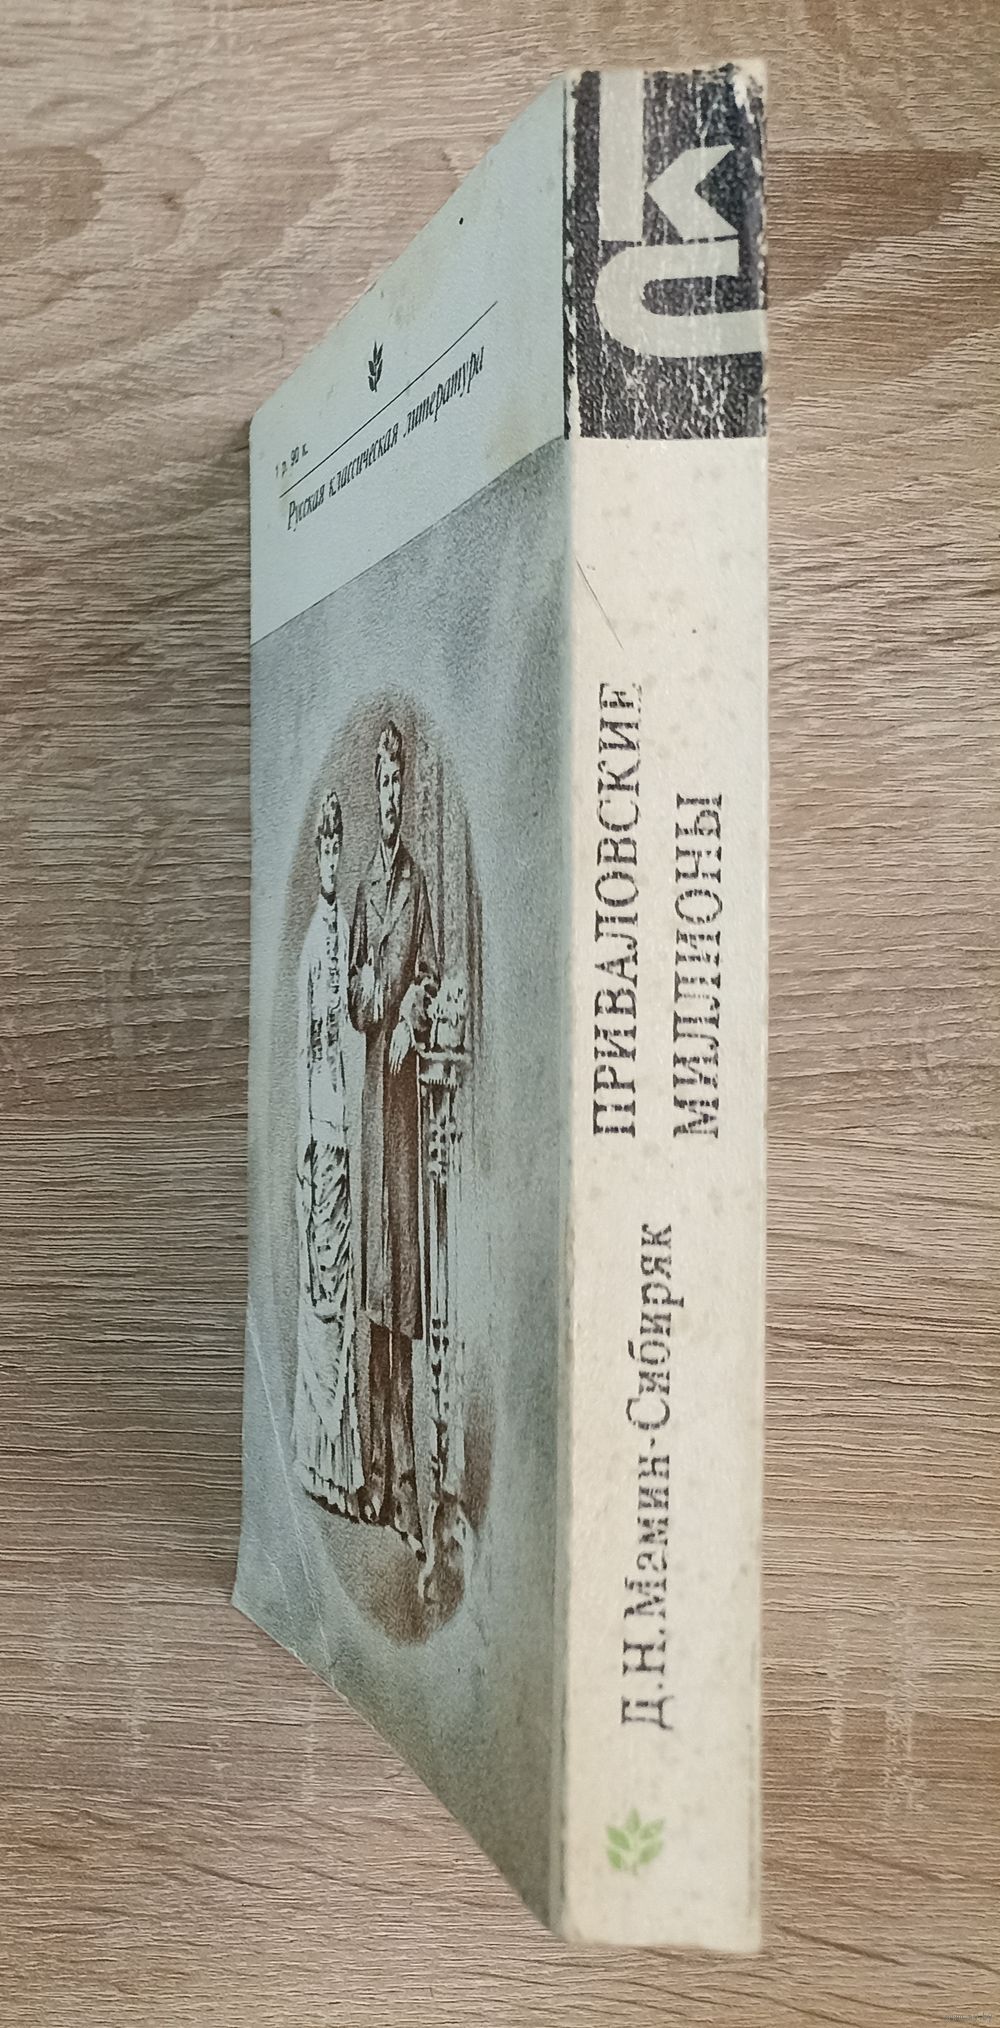 1 р. 90 к.
Русская классическая литература
Д.Н.Мамин-Сибиряк
ПРИВАЛОВСКИЕ
МИЛЛИОНЫ